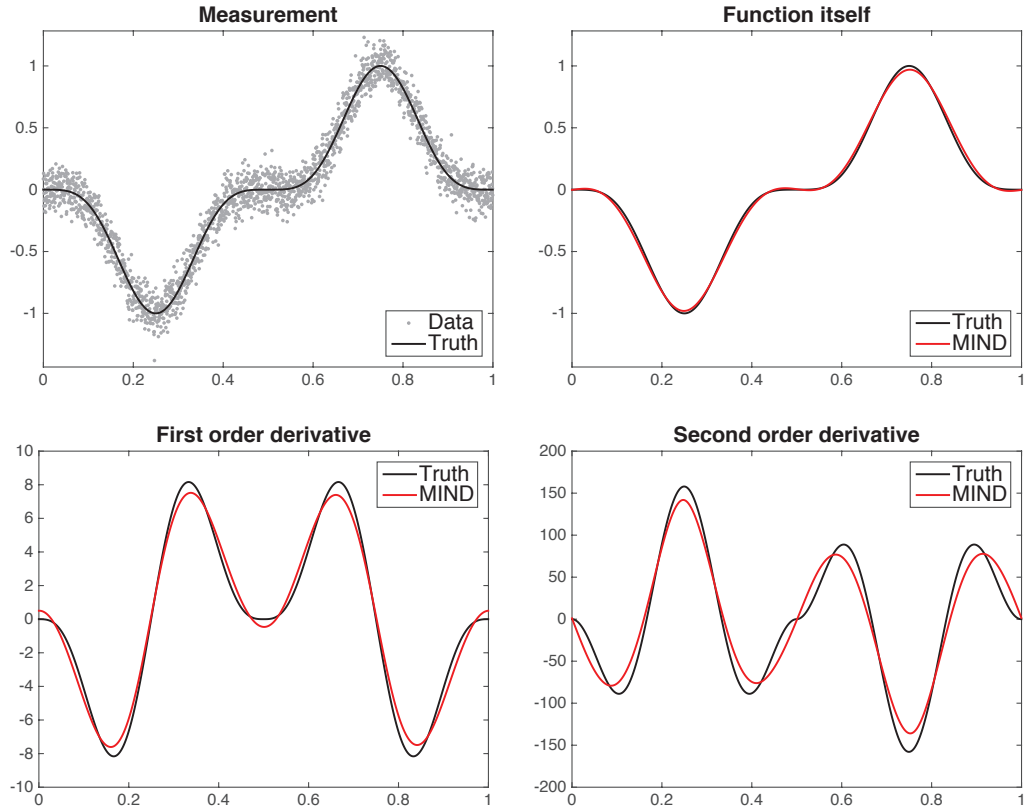 Measurement
1
0.5
0
-0.5
-1
Data
Truth
0 0.2 0.4 0.6 0.8 1
Function itself
1
0.5
0
-0.5
-1
Truth
MIND
0 0.2 0.4 0.6 0.8 1
First order derivative
10
8
6
4
2
0
-2
-4
-6
-8
-10
Truth
MIND
0 0.2 0.4 0.6 0.8 1
Second order derivative
200
150
100
50
0
-50
-100
-150
-200
Truth
MIND
0 0.2 0.4 0.6 0.8 1